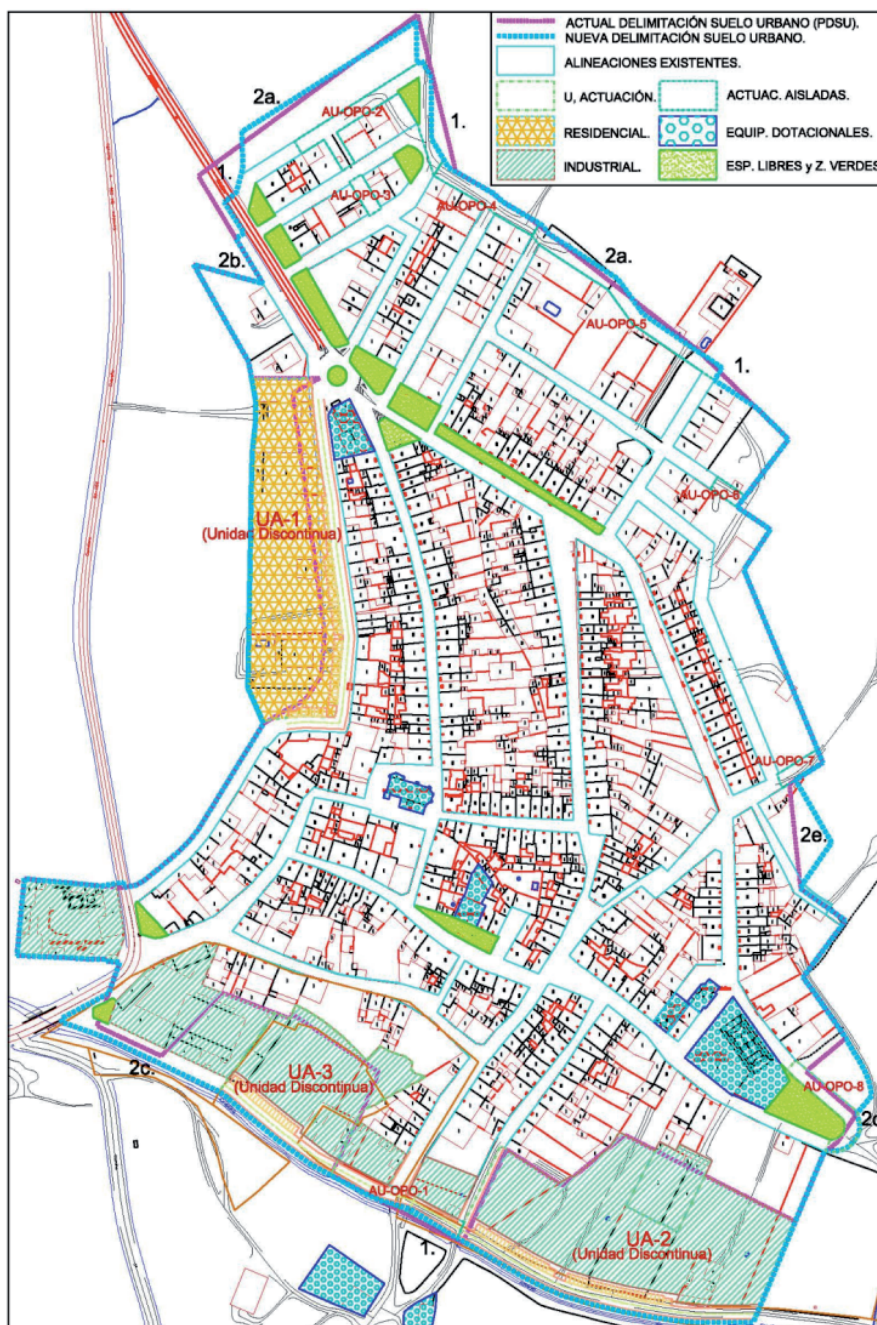 ACTUAL DELIMITACIÓN SUELO URBANO (PDSU).
NUEVA DELIMITACIÓN SUELO URBANO.
ALINEACIONES EXISTENTES.
U, ACTUACIÓN.
ACTUAC. AISLADAS.
RESIDENCIAL.
EQUIP. DOTACIONALES.
INDUSTRIAL.
ESP. LIBRES y Z. VERDES
2a.
AU-OPO-2
1.
1.
AU-OPO-3
AU-OPO-4
2b.
2a.
AU-OPO-5
1.
AU-OPO-6
UA-1
(Unidad Discontinua)
AU-OPO-7
2e.
UA-3
(Unidad Discontinua)
2c.
AU-OPO-8
AU-OPO-1
UA-2
(Unidad Discontinua)
1.